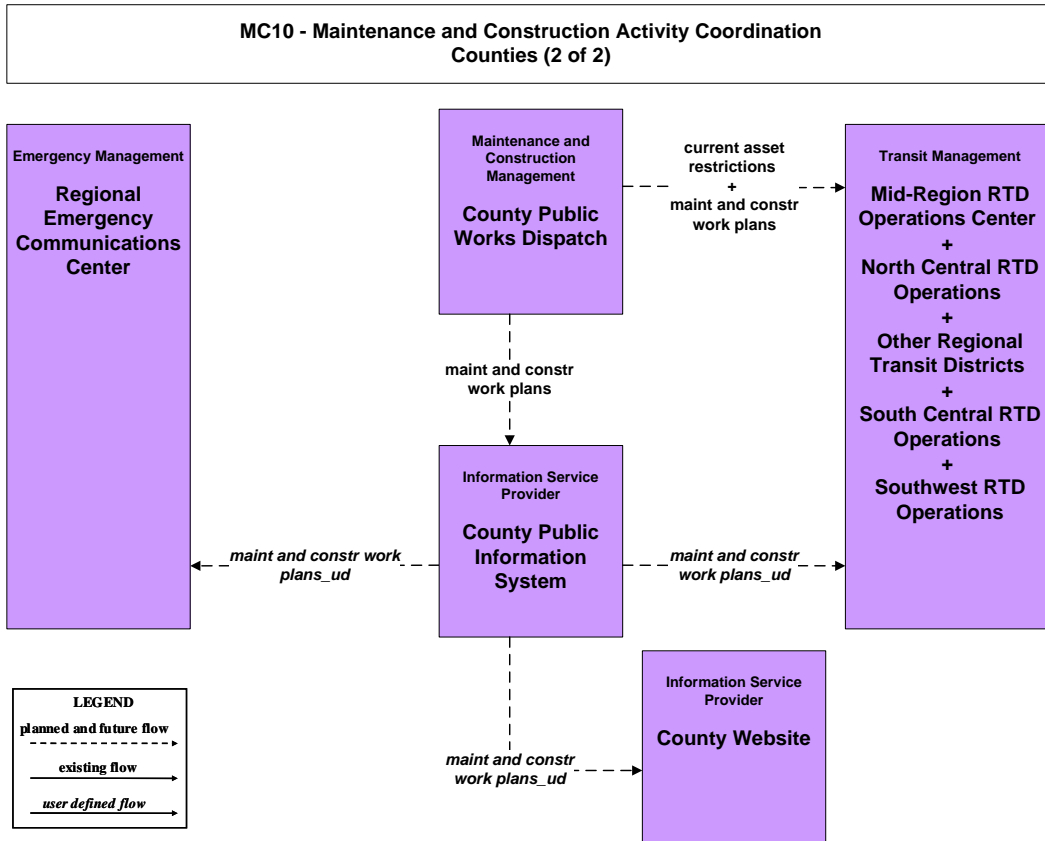 MC10 - Maintenance and Construction Activity Coordination
Counties (2 of 2)
Emergency Management
Regional
Emergency
Communications
Center
Maintenance and
Construction
Management
County Public
Works Dispatch
current asset
restrictions
+
maint and constr
work plans
Transit Management
Mid-Region RTD
Operations Center
+
North Central RTD
Operations
+
Other Regional
Transit Districts
+
South Central RTD
Operations
+
Southwest RTD
Operations
maint and constr
work plans
Information Service
Provider
County Public
Information
System
maint and constr work
plans_ud
maint and constr
work plans_ud
maint and constr
work plans_ud
Information Service
Provider
County Website
LEGEND
planned and future flow
existing flow
user defined flow